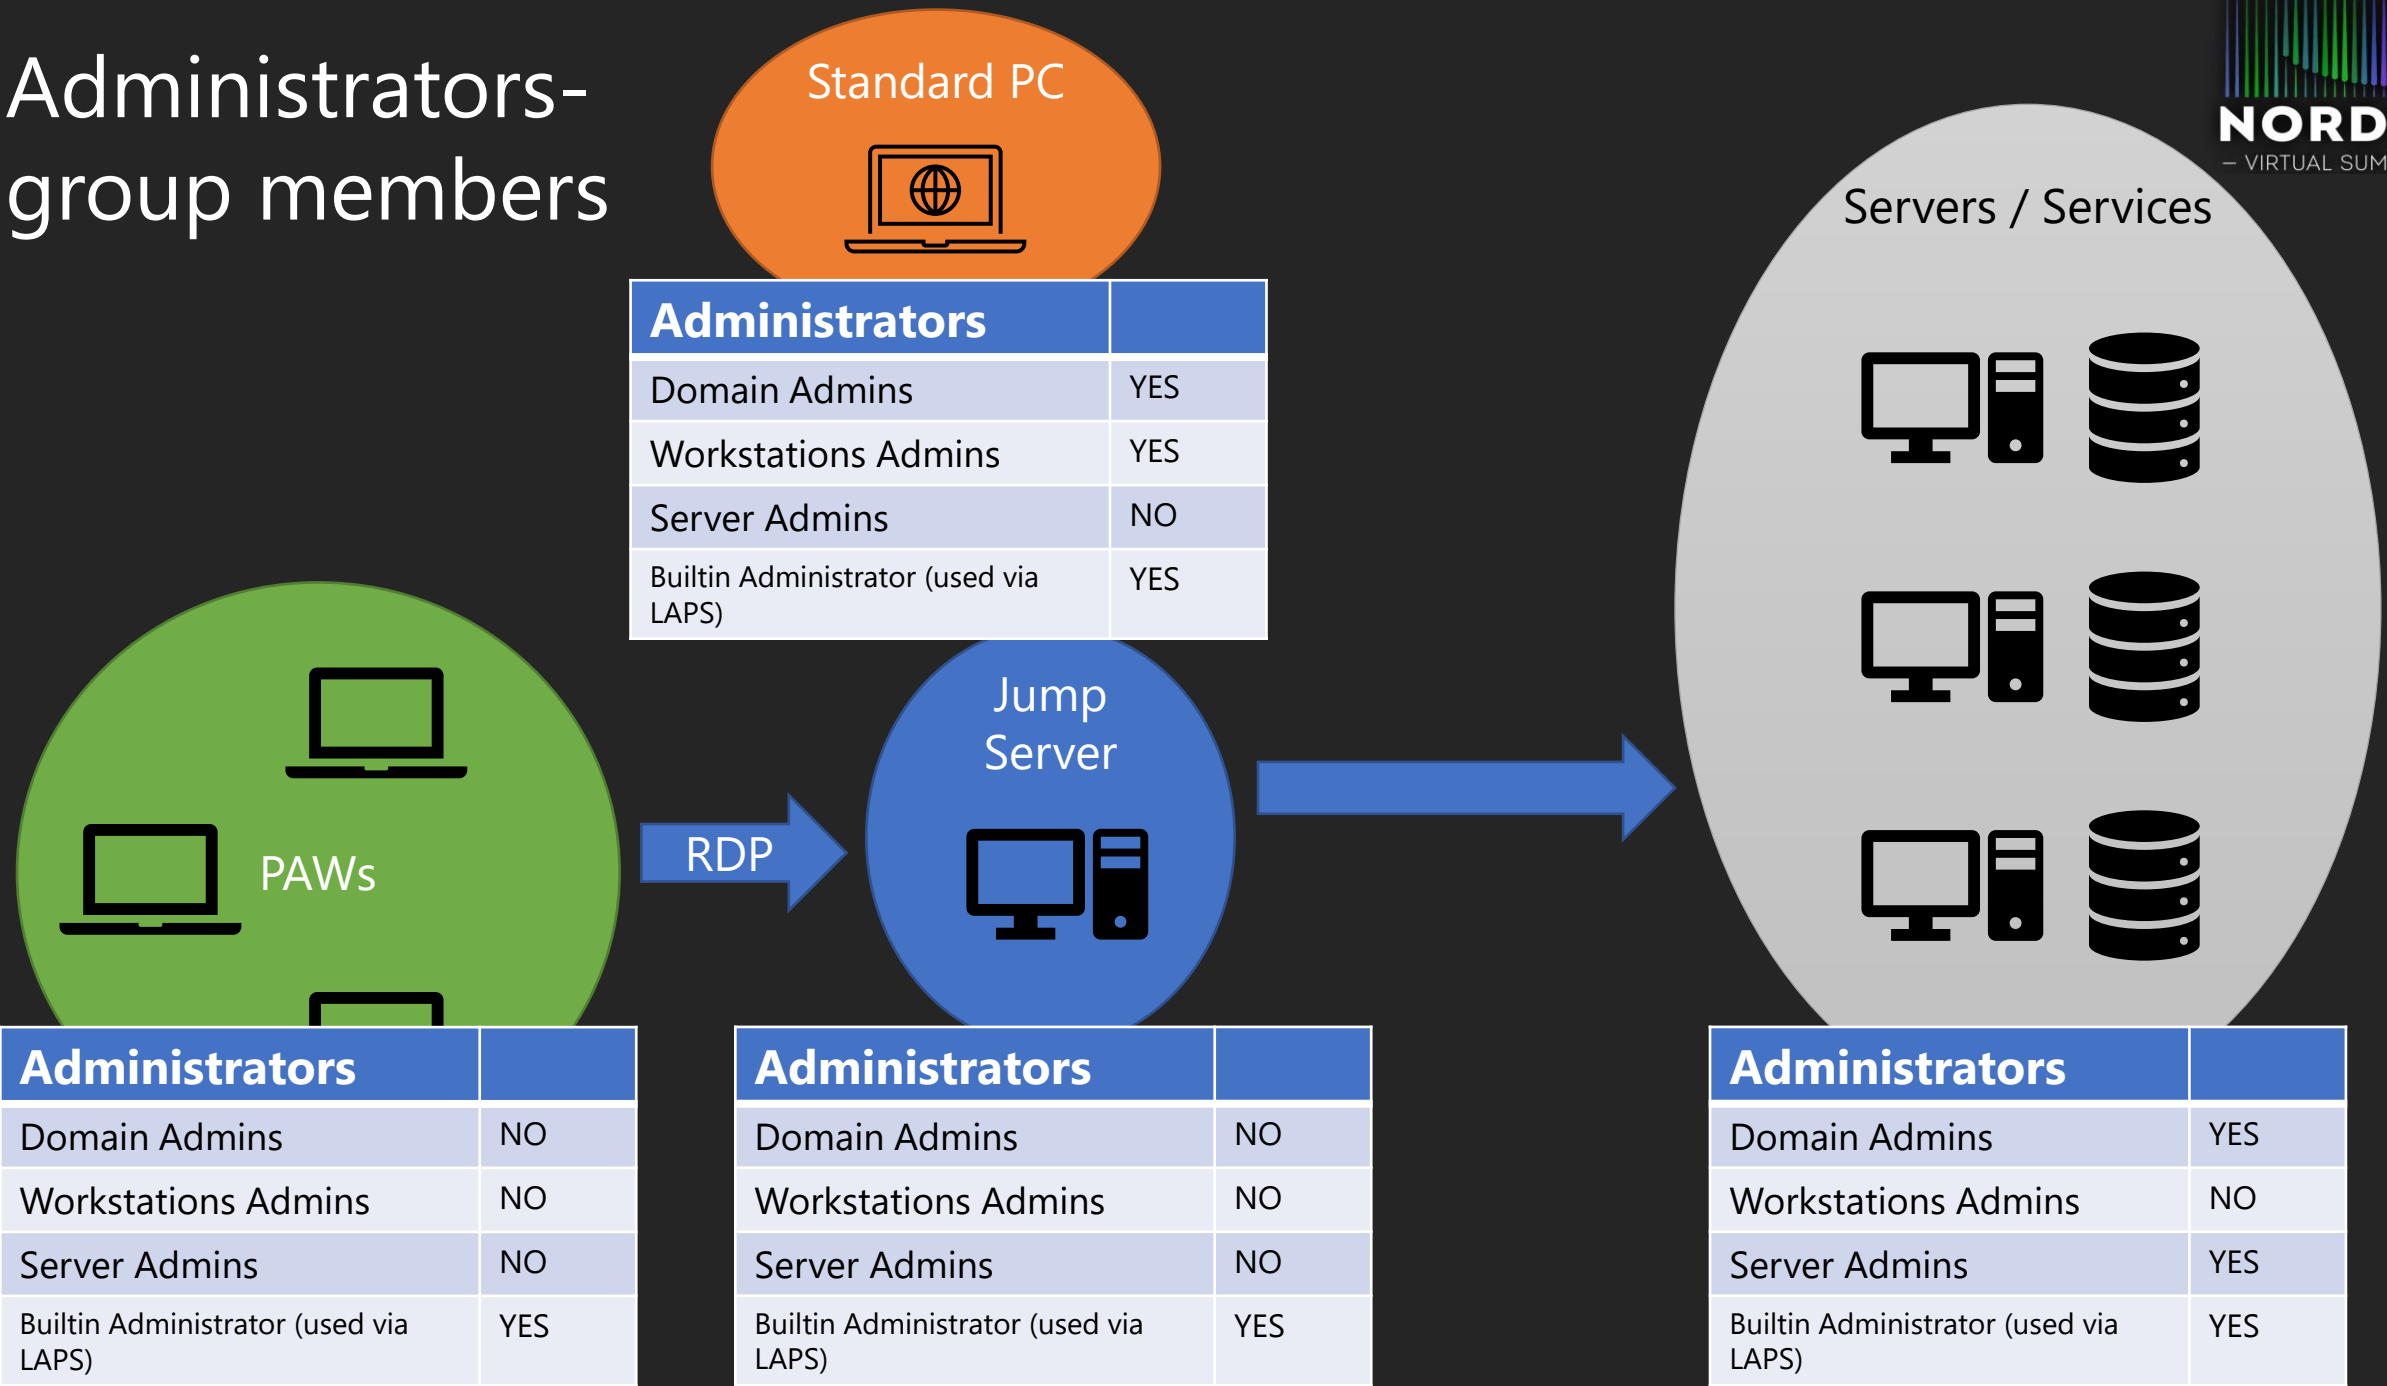 Administrators-
group members
Standard PC
NORD
– VIRTUAL SUM
Servers / Services
Administrators
Domain Admins YES
Workstations Admins YES
Server Admins NO
Builtin Administrator (used via YES
LAPS)
Jump
Server
RDP
PAWs
Administrators
Domain Admins NO
Workstations Admins NO
Server Admins NO
Builtin Administrator (used via YES
LAPS)
Administrators
Domain Admins NO
Workstations Admins NO
Server Admins NO
Builtin Administrator (used via YES
LAPS)
Administrators
Domain Admins YES
Workstations Admins NO
Server Admins YES
Builtin Administrator (used via YES
LAPS)